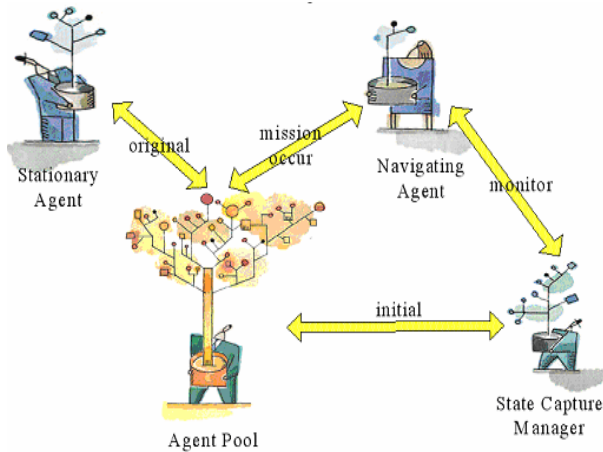 original
mission
occur
Stationary
Agent
Navigating
Agent
monitor
initial
State Capture
Manager
Agent Pool